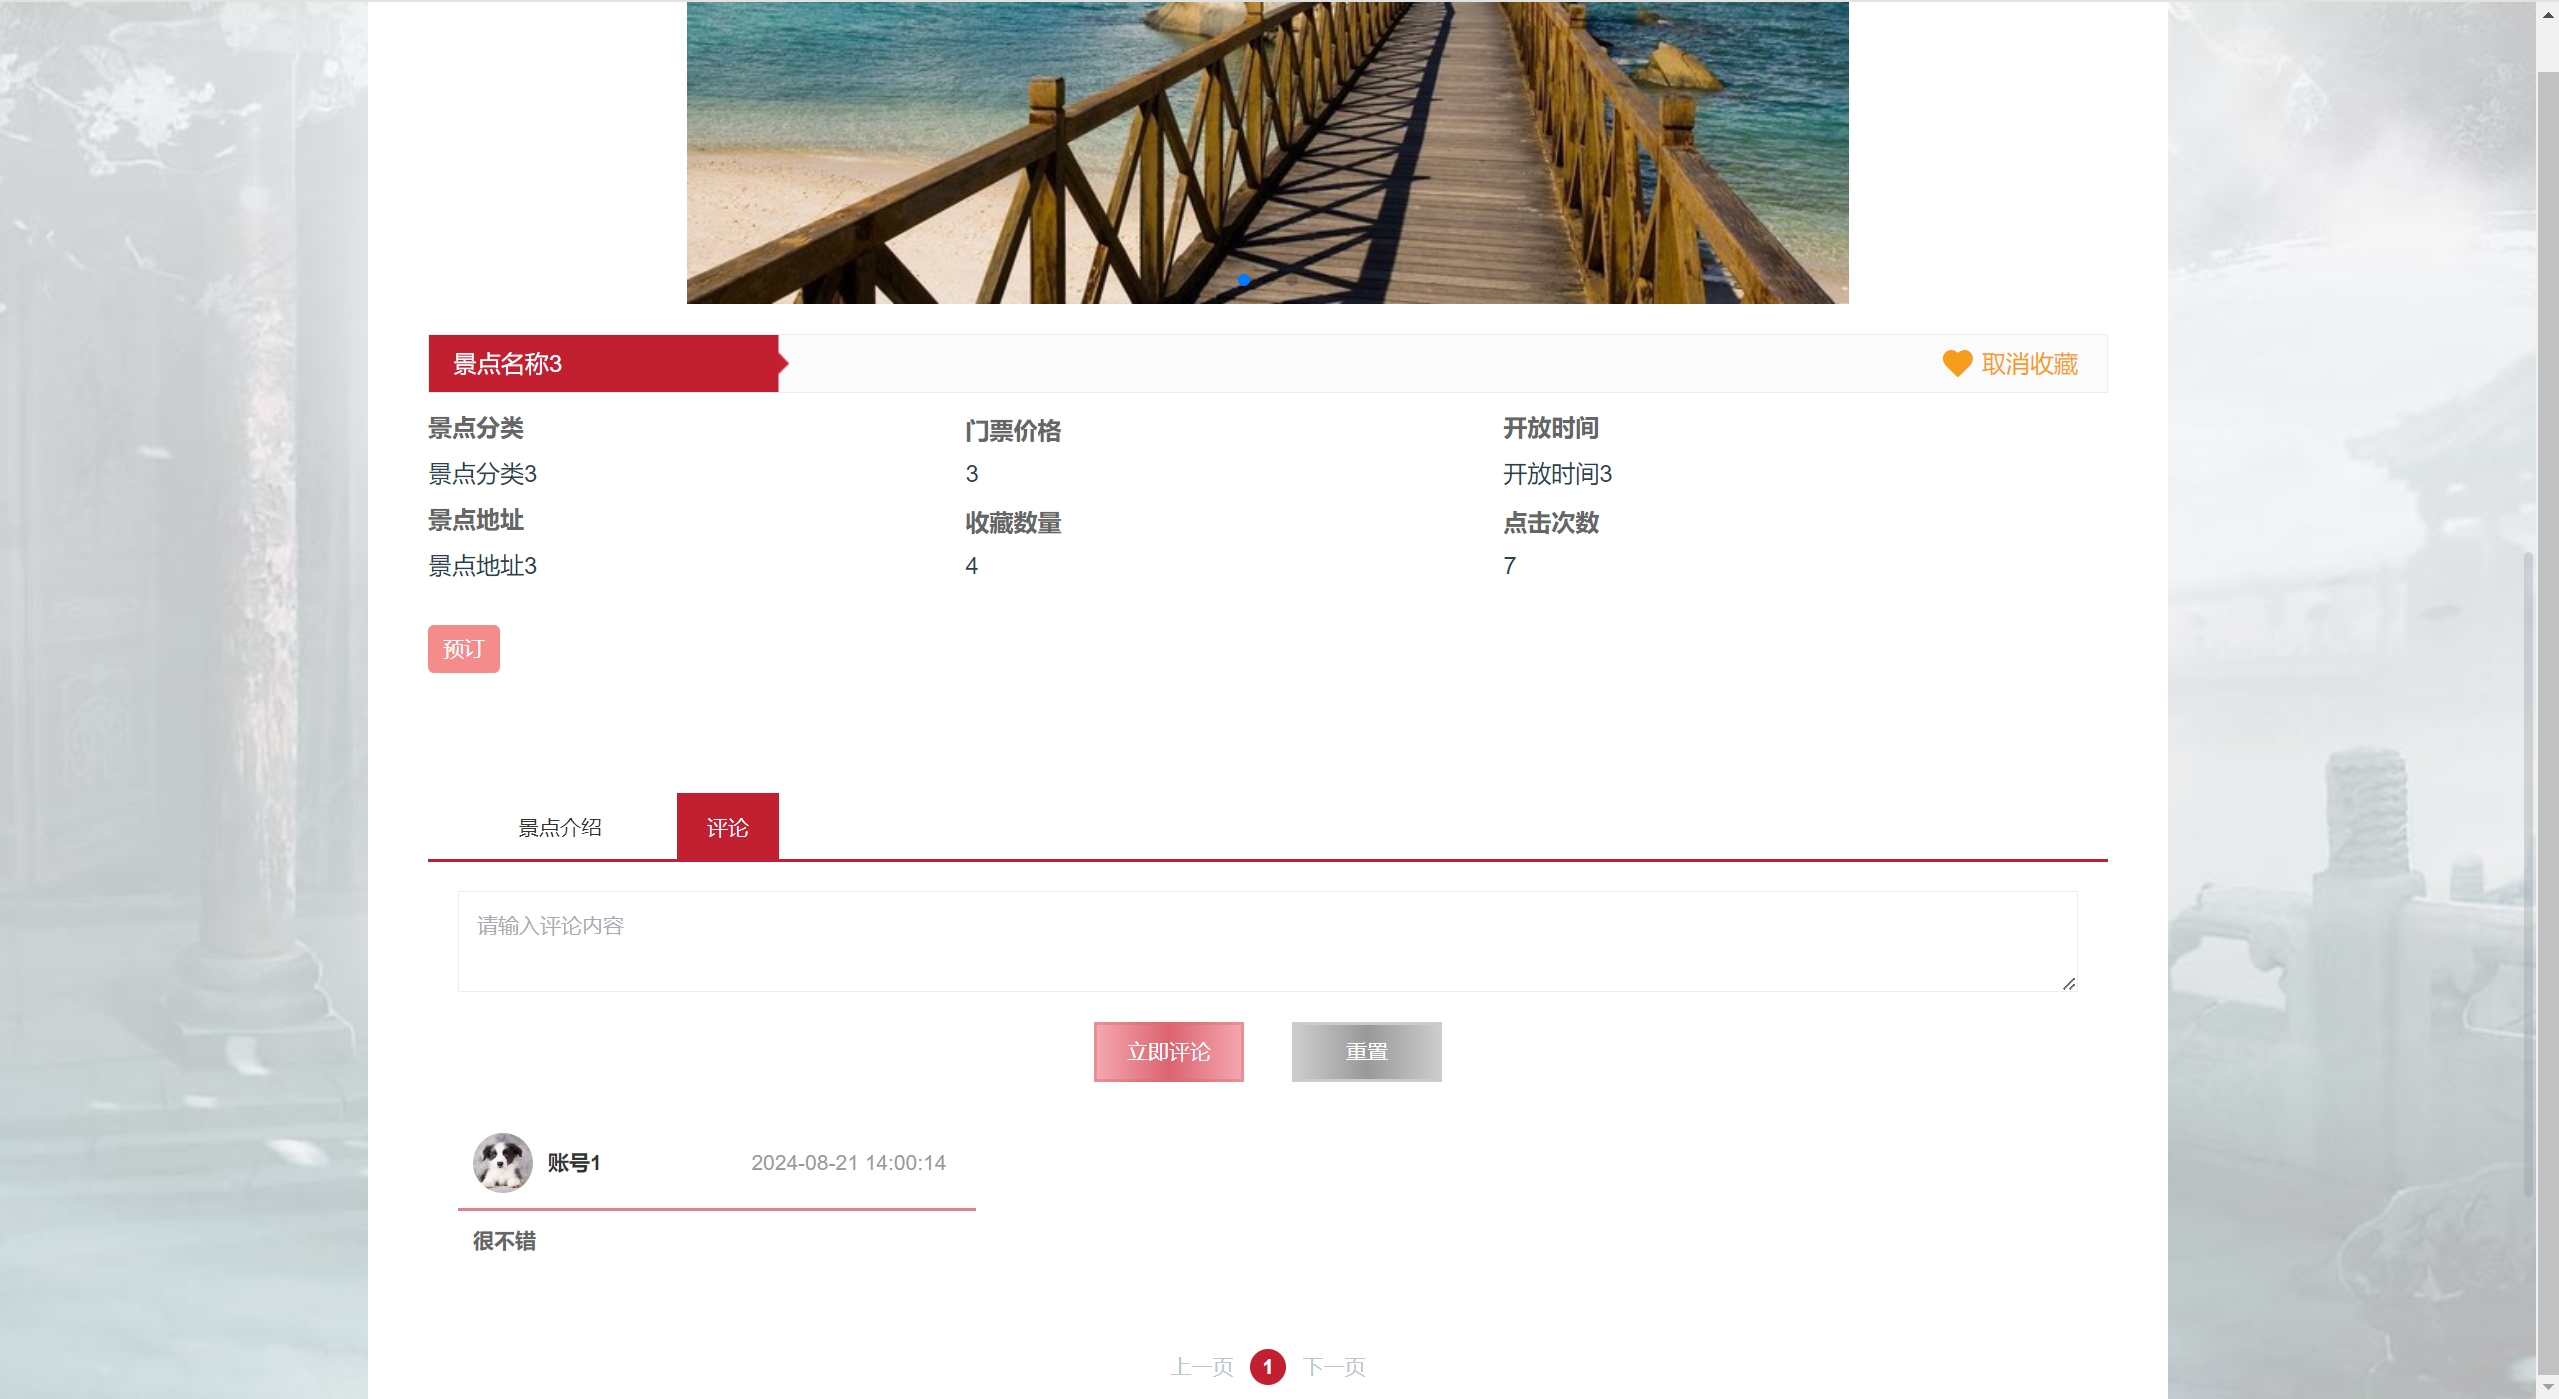 景点名称3
取消收藏
景点分类
门票价格
开放时间
景点分类3
3
开放时间3
景点地址
收藏数量
点击次数
景点地址3
4
7
预订
景点介绍
评论
请输入评论内容
立即评论
重置
账号1
2024-08-21 14:00:14
很不错
上一页
1
下一页